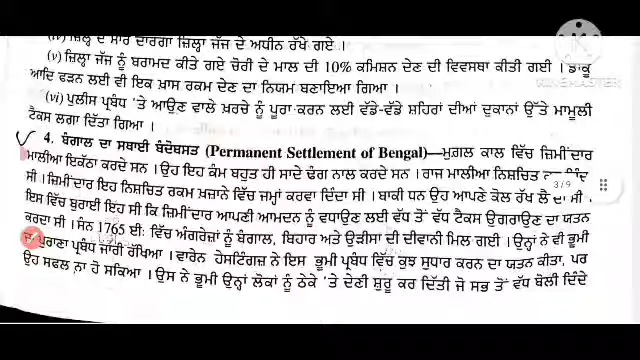 (iv) ਜ਼ਿਲ੍ਹੇ ਦੇ ਸਾਰੇ ਦਾਰੋਗਾ ਜ਼ਿਲ੍ਹਾ ਜੱਜ ਦੇ ਅਧੀਨ ਰੱਖੇ ਗਏ ।
(v) ਜ਼ਿਲ੍ਹਾ ਜੱਜ ਨੂੰ ਬਰਾਮਦ ਕੀਤੇ ਗਏ ਚੋਰੀ ਦੇ ਮਾਲ ਦੀ 10% ਕਮਿਸ਼ਨ ਦੇਣ ਦੀ ਵਿਵਸਥਾ ਕੀਤੀ ਗਈ । ਡਾਕੂ
ਆਦਿ ਫੜਨ ਲਈ ਵੀ ਇਕ ਖ਼ਾਸ ਰਕਮ ਦੇਣ ਦਾ ਨਿਯਮ ਬਣਾਇਆ ਗਿਆ ।
(vi) ਪੁਲੀਸ ਪ੍ਰਬੰਧ 'ਤੇ ਆਉਣ ਵਾਲੇ ਖ਼ਰਚੇ ਨੂੰ ਪੂਰਾ ਕਰਨ ਲਈ ਵੱਡੇ-ਵੱਡੇ ਸ਼ਹਿਰਾਂ ਦੀਆਂ ਦੁਕਾਨਾਂ ਉੱਤੇ ਮਾਮੂਲੀ
ਟੈਕਸ ਲਗਾ ਦਿੱਤਾ ਗਿਆ ।
4. ਬੰਗਾਲ ਦਾ ਸਥਾਈ ਬੰਦੋਬਸਤ (Permanent Settlement of Bengal)—ਮੁਗ਼ਲ ਕਾਲ ਵਿੱਚ ਜ਼ਿਮੀਂਦਾਰ
ਮਾਲੀਆ ਇਕੱਠਾ ਕਰਦੇ ਸਨ । ਉਹ ਇਹ ਕੰਮ ਬਹੁਤ ਹੀ ਸਾਦੇ ਢੰਗ ਨਾਲ ਕਰਦੇ ਸਨ । ਰਾਜ ਮਾਲੀਆ ਨਿਸ਼ਚਿਤ
ਸੀ । ਜ਼ਿਮੀਂਦਾਰ ਇਹ ਨਿਸ਼ਚਿਤ ਰਕਮ ਖ਼ਜ਼ਾਨੇ ਵਿੱਚ ਜਮ੍ਹਾਂ ਕਰਵਾ ਦਿੰਦਾ ਸੀ । ਬਾਕੀ ਧਨ ਉਹ ਆਪਣੇ ਕੋਲ ਰੱਖ ਲੈਂਦਾ ਸੀ ।
ਇਸ ਵਿੱਚ ਬੁਰਾਈ ਇਹ ਸੀ ਕਿ ਜ਼ਿਮੀਂਦਾਰ ਆਪਣੀ ਆਮਦਨ ਨੂੰ ਵਧਾਉਣ ਲਈ ਵੱਧ ਤੋਂ ਵੱਧ ਟੈਕਸ ਉਗਰਾਉਣ ਦਾ ਯਤਨ
ਕਰਦਾ ਸੀ । ਸੰਨ 1765 ਈ: ਵਿੱਚ ਅੰਗਰੇਜ਼ਾਂ ਨੂੰ ਬੰਗਾਲ, ਬਿਹਾਰ ਅਤੇ ਉੜੀਸਾ ਦੀ ਦੀਵਾਨੀ ਮਿਲ ਗਈ । ਉਨ੍ਹਾਂ ਨੇ ਵੀ ਭੂਮੀ
ਦਾ ਪੁਰਾਣਾ ਪ੍ਰਬੰਧ ਜਾਰੀ ਰੱਖਿਆ । ਵਾਰੇਨ ਹੇਸਟਿੰਗਜ਼ ਨੇ ਇਸ ਭੂਮੀ ਪ੍ਰਬੰਧ ਵਿੱਚ ਕੁਝ ਸੁਧਾਰ ਕਰਨ ਦਾ ਯਤਨ ਕੀਤਾ, ਪਰ
ਉਹ ਸਫਲ ਨਾ ਹੋ ਸਕਿਆ । ਉਸ ਨੇ ਭੂਮੀ ਉਨ੍ਹਾਂ ਲੋਕਾਂ ਨੂੰ ਠੇਕੇ 'ਤੇ ਦੇਣੀ ਸ਼ੁਰੂ ਕਰ ਦਿੱਤੀ ਜੋ ਸਭ ਤੋਂ ਵੱਧ ਬੋਲੀ ਦਿੰਦੇ
3/9
KINEMASTER